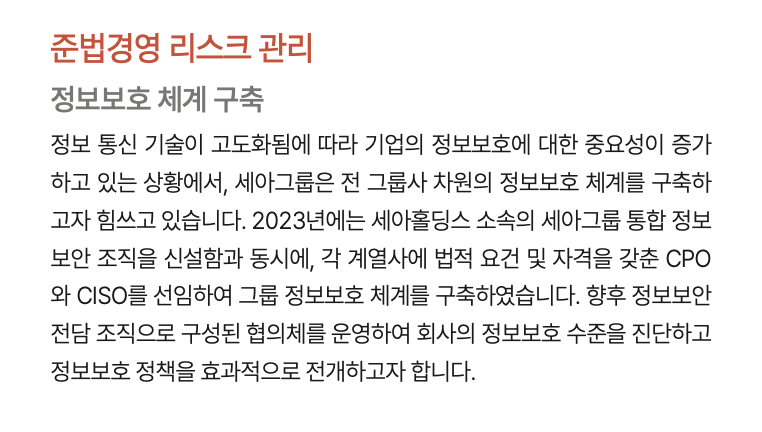 준법경영 리스크 관리
정보보호 체계 구축
정보 통신 기술이 고도화됨에 따라 기업의 정보보호에 대한 중요성이 증가
하고 있는 상황에서, 세아그룹은 전 그룹사 차원의 정보보호 체계를 구축하
고자 힘쓰고 있습니다. 2023년에는 세아홀딩스 소속의 세아그룹 통합 정보
보안 조직을 신설함과 동시에, 각 계열사에 법적 요건 및 자격을 갖춘 CPO
와 CISO를 선임하여 그룹 정보보호 체계를 구축하였습니다. 향후 정보보안
전담 조직으로 구성된 협의체를 운영하여 회사의 정보보호 수준을 진단하고
정보보호 정책을 효과적으로 전개하고자 합니다.